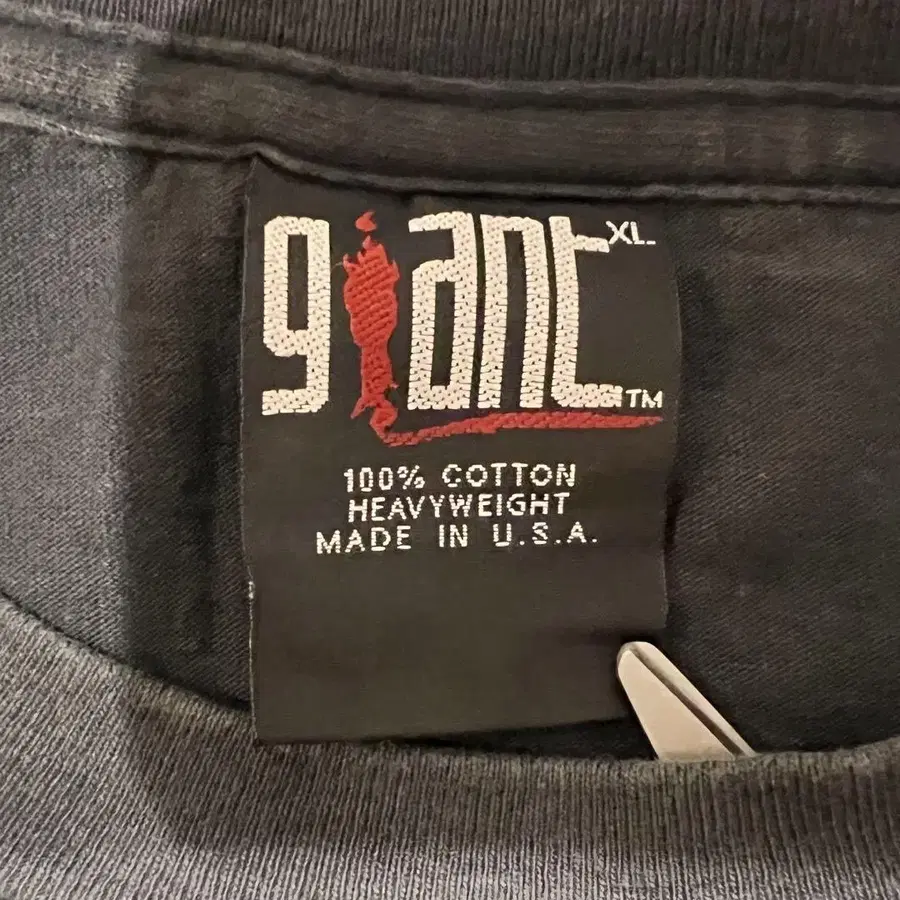 giant XL
TM
100% COTTON
HEAVYWEIGHT
MADE IN U.S.A.